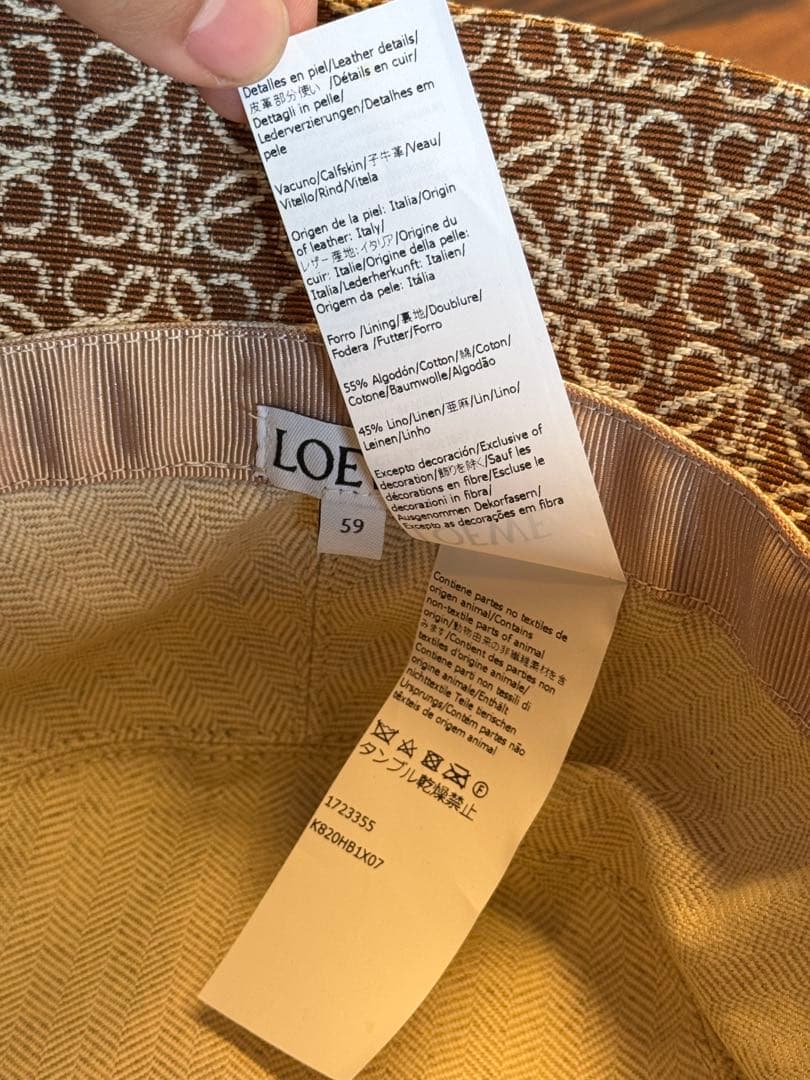 Detalles en piel/Leather details/
皮革部分使い /Détails en cuir/
Dettagli in pelle/
Lederverzierungen/Detalhes em
pele
Vacuno/Calfskin/子牛革/Veau/
Vitello/Rind/Vitela
Origen de la piel: Italia/Origin
of leather: Italy/
レザー産地:イタリア/Origine du
cuir: Italie/Origine della pelle:
Italia/Lederherkunft: Italien/
Origem da pele: Itália
Forro /Lining/裏地/Doublure/
Fodera /Futter/Forro
55% Algodón/Cotton/綿/Coton/
Cotone/Baumwolle/Algodão
45% Lino/Linen/亜麻/Lin/Lino/
Leinen/Linho
Excepto decoración/Exclusive of
decoration/飾りを除く/Sauf les
décorations en fibre/Escluse le
decorazioni in fibra/
Ausgenommen Dekorfasern/
Excepto as decorações em fibra
LOE
59
LOEWE
Contiene partes no textiles de
origen animal/Contains
non-textile parts of animal
origin/動物由来の非繊維素材を含
みます/Contient des parties non
textiles d'origine animale/
Contiene parti non tessili di
origine animale/Enthält
nichttextile Teile tierischen
Ursprungs/Contém partes não
têxteis de origem animal
F
タンブル乾燥禁止
1723355
K820HB1X07